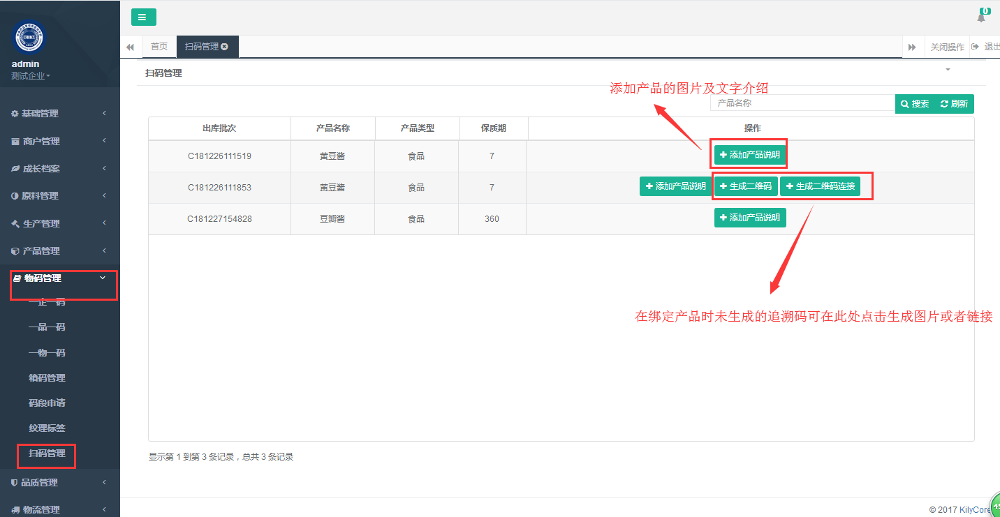 0
首页
扫码管理
关闭操作
退出
admin
测试企业
扫码管理
添加产品的图片及文字介绍
产品名称
搜索
刷新
基础管理
商户管理
成长档案
原料管理
生产管理
产品管理
物码管理
一企一码
一品一码
一物一码
箱码管理
码段申请
纹理标签
扫码管理
品质管理
物流管理
出库批次 产品名称 产品类型 保质期 操作
C181226111519 黄豆酱 食品 7 添加产品说明
C181226111853 黄豆酱 食品 7 添加产品说明 生成二维码 生成二维码连接
C181227154828 豆瓣酱 食品 360 添加产品说明
在绑定产品时未生成的追溯码可在此处点击生成图片或者链接
显示第 1 到第 3 条记录，总共 3 条记录
© 2017 KilyCore
45